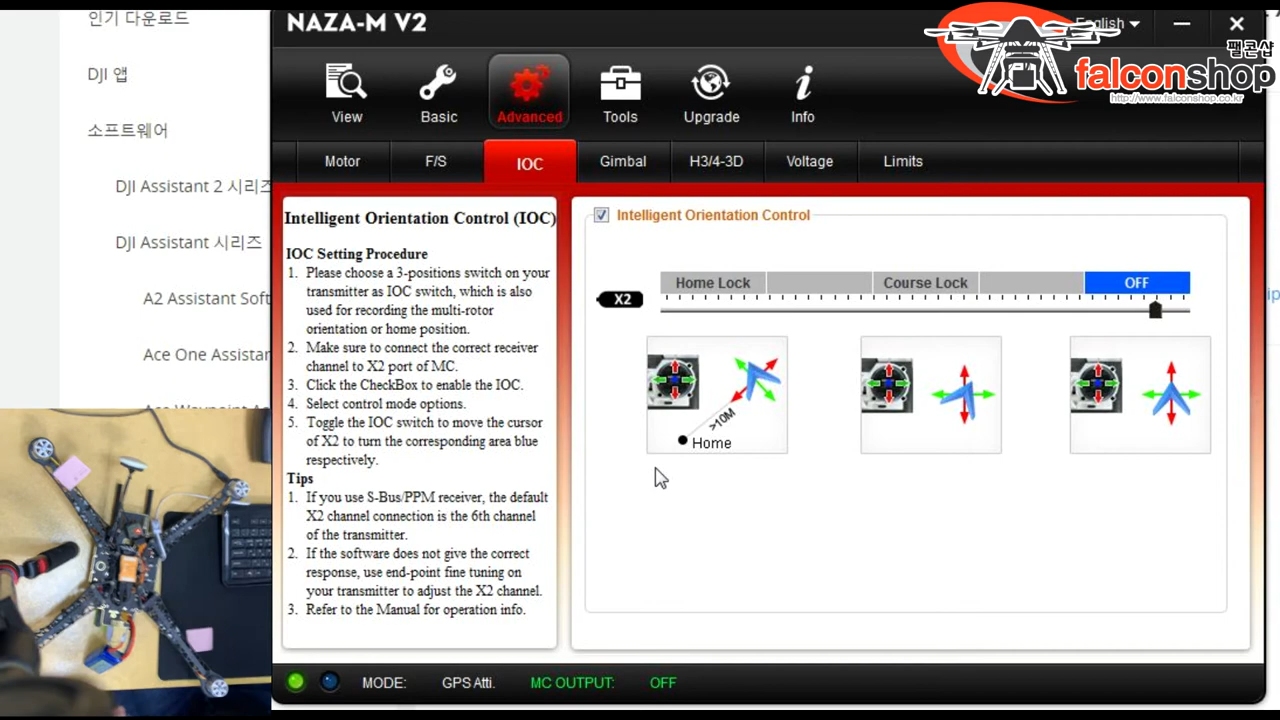 인기 다운로드
DJI 앱
소프트웨어
DJI Assistant 2 시리즈
DJI Assistant 시리즈
A2 Assistant Soft
Ace One Assistan
NAZA-M V2
English
팰콘샵
falconshop
http://www.falconshop.co.kr
View
Basic
Advanced
Tools
Upgrade
Info
Motor
F/S
IOC
Gimbal
H3/4-3D
Voltage
Limits
Intelligent Orientation Control (IOC)
IOC Setting Procedure
1. Please choose a 3-positions switch on your
transmitter as IOC switch, which is also
used for recording the multi-rotor
orientation or home position.
2. Make sure to connect the correct receiver
channel to X2 port of MC.
3. Click the CheckBox to enable the IOC.
4. Select control mode options.
5. Toggle the IOC switch to move the cursor
of X2 to turn the corresponding area blue
respectively.
Tips
1. If you use S-Bus/PPM receiver, the default
X2 channel connection is the 6th channel
of the transmitter.
2. If the software does not give the correct
response, use end-point fine tuning on
your transmitter to adjust the X2 channel.
3. Refer to the Manual for operation info.
Intelligent Orientation Control
Home Lock
Course Lock
OFF
X2
>10M
Home
MODE:
GPS Atti.
MC OUTPUT:
OFF